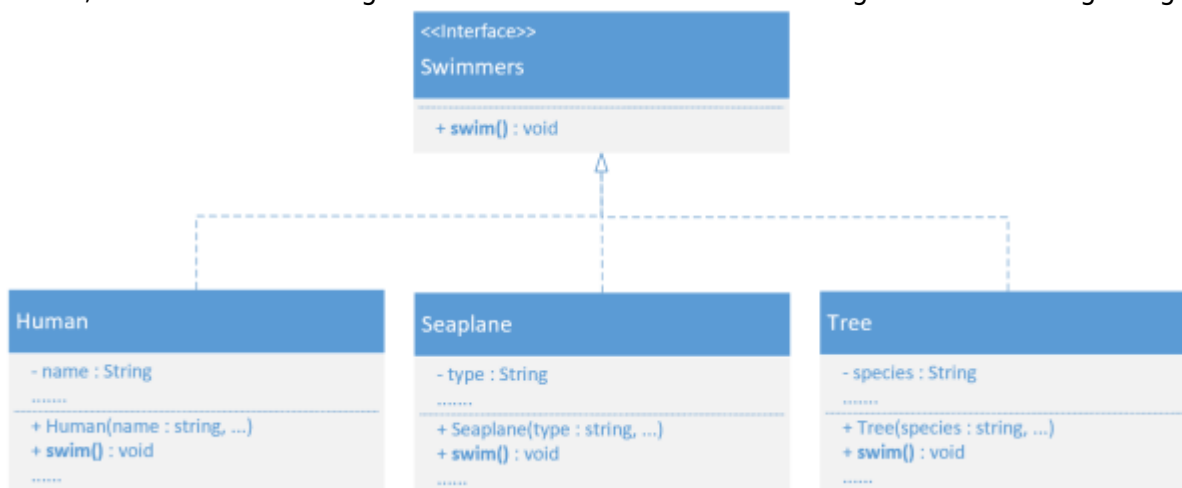 <<Interface>>
Swimmers
+ swim() : void
Human
- name : String
.......
+ Human(name : string, ...)
+ swim() : void
......
Seaplane
- type : String
.......
+ Seaplane(type : string, ...)
+ swim() : void
......
Tree
- species : String
.......
+ Tree(species : string, ...)
+ swim() : void
......